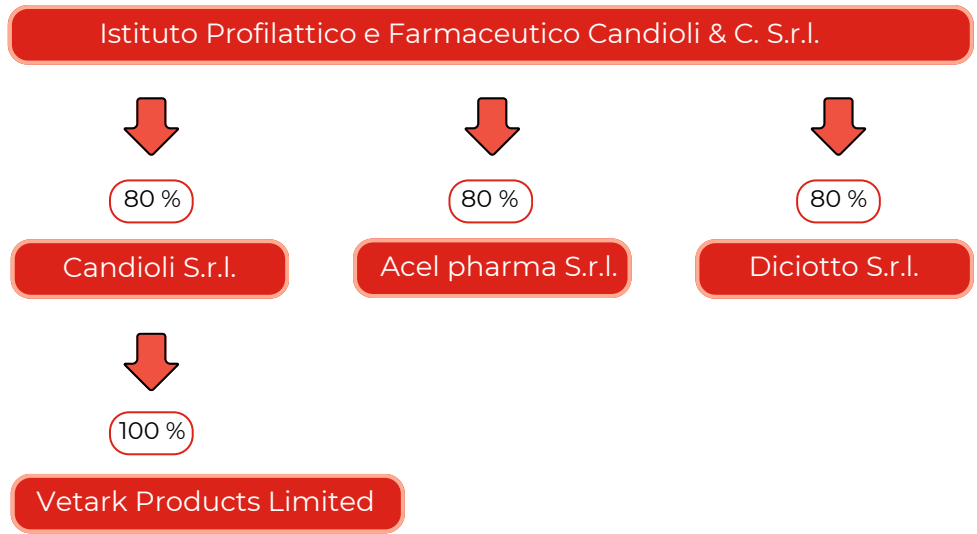 Istituto Profilattico e Farmaceutico Candioli & C. S.r.l.
80 %
80 %
80 %
Candioli S.r.l.
Acel pharma S.r.l.
Diciotto S.r.l.
100 %
Vetark Products Limited